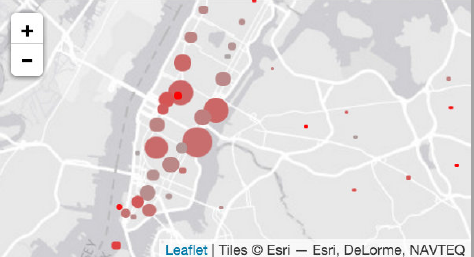 +
−
Leaflet | Tiles © Esri — Esri, DeLorme, NAVTEQ